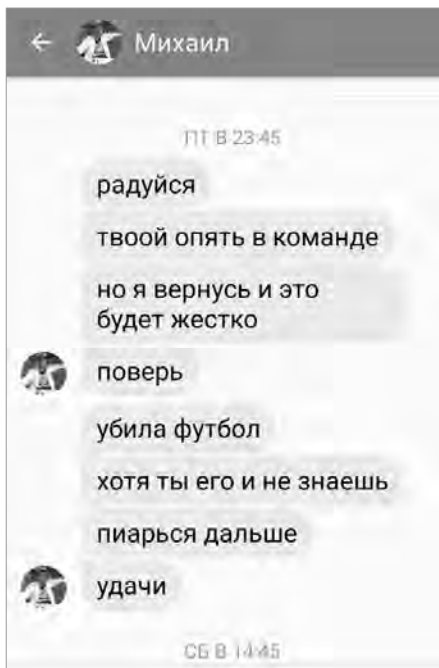 Михаил
ПТ В 23:45
радуйся
твоой опять в команде
но я вернусь и это
будет жестко
поверь
убила футбол
хотя ты его и не знаешь
пиарься дальше
удачи
СБ В 14:45